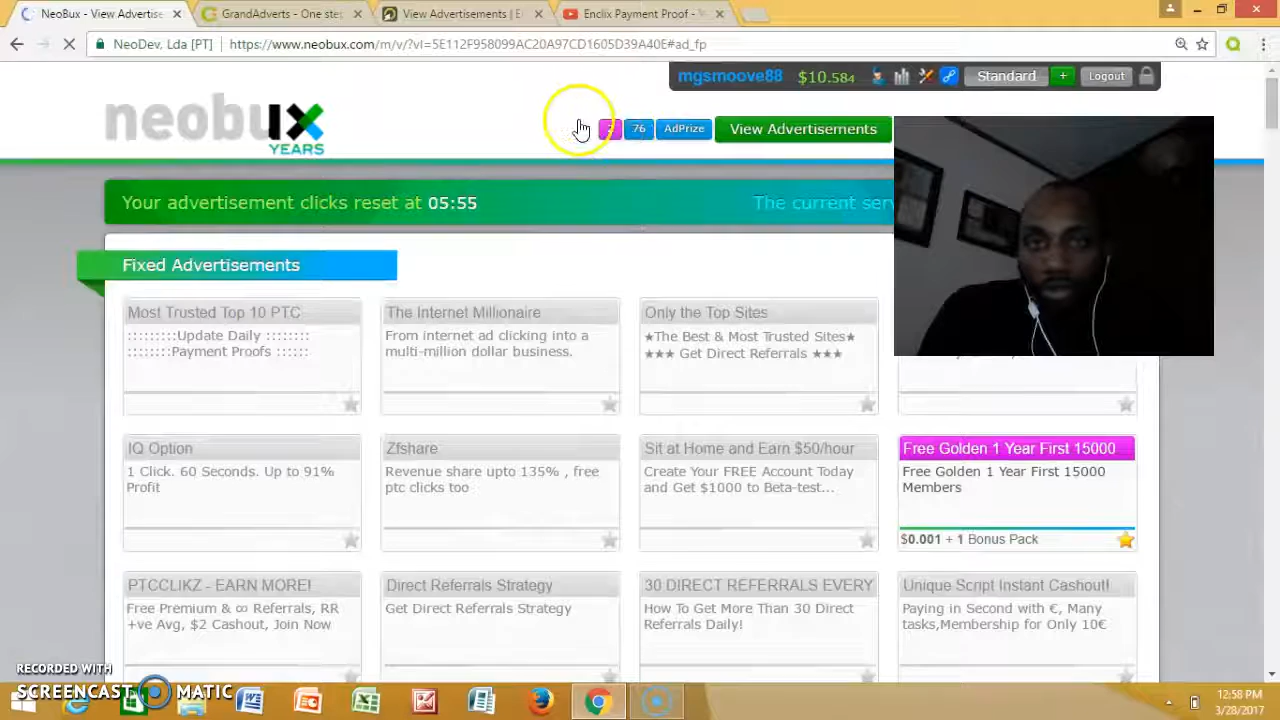 NeoBux - View Advertise
GrandAdverts - One ste
View Advertisements | E
Enclix Payment Proof -
NeoDev, Lda [PT]
https://www.neobux.com/m/v/?vl=5E112F958099AC20A97CD1605D39A40E#ad_fp
mgsmoove88 $10.584 Standard + Logout
neobux
YEARS
76 AdPrize View Advertisements
Your advertisement clicks reset at 05:55
The current serv
Fixed Advertisements
Most Trusted Top 10 PTC
::::::::Update Daily ::::::::
::::::::Payment Proofs ::::::
The Internet Millionaire
From internet ad clicking into a
multi-million dollar business.
Only the Top Sites
★The Best & Most Trusted Sites★
★★★ Get Direct Referrals ★★★
IQ Option
1 Click. 60 Seconds. Up to 91%
Profit
Zfshare
Revenue share upto 135% , free
ptc clicks too
Sit at Home and Earn $50/hour
Create Your FREE Account Today
and Get $1000 to Beta-test...
Free Golden 1 Year First 15000
Free Golden 1 Year First 15000
Members
$0.001 + 1 Bonus Pack
PTCCLIKZ - EARN MORE!
Free Premium & ∞ Referrals, RR
+ve Avg, $2 Cashout, Join Now
Direct Referrals Strategy
Get Direct Referrals Strategy
30 DIRECT REFERRALS EVERY
How To Get More Than 30 Direct
Referrals Daily!
Unique Script Instant Cashout!
Paying in Second with €, Many
tasks,Membership for Only 10€
RECORDED WITH
SCREENCAST MATIC
12:58 PM
3/28/2017